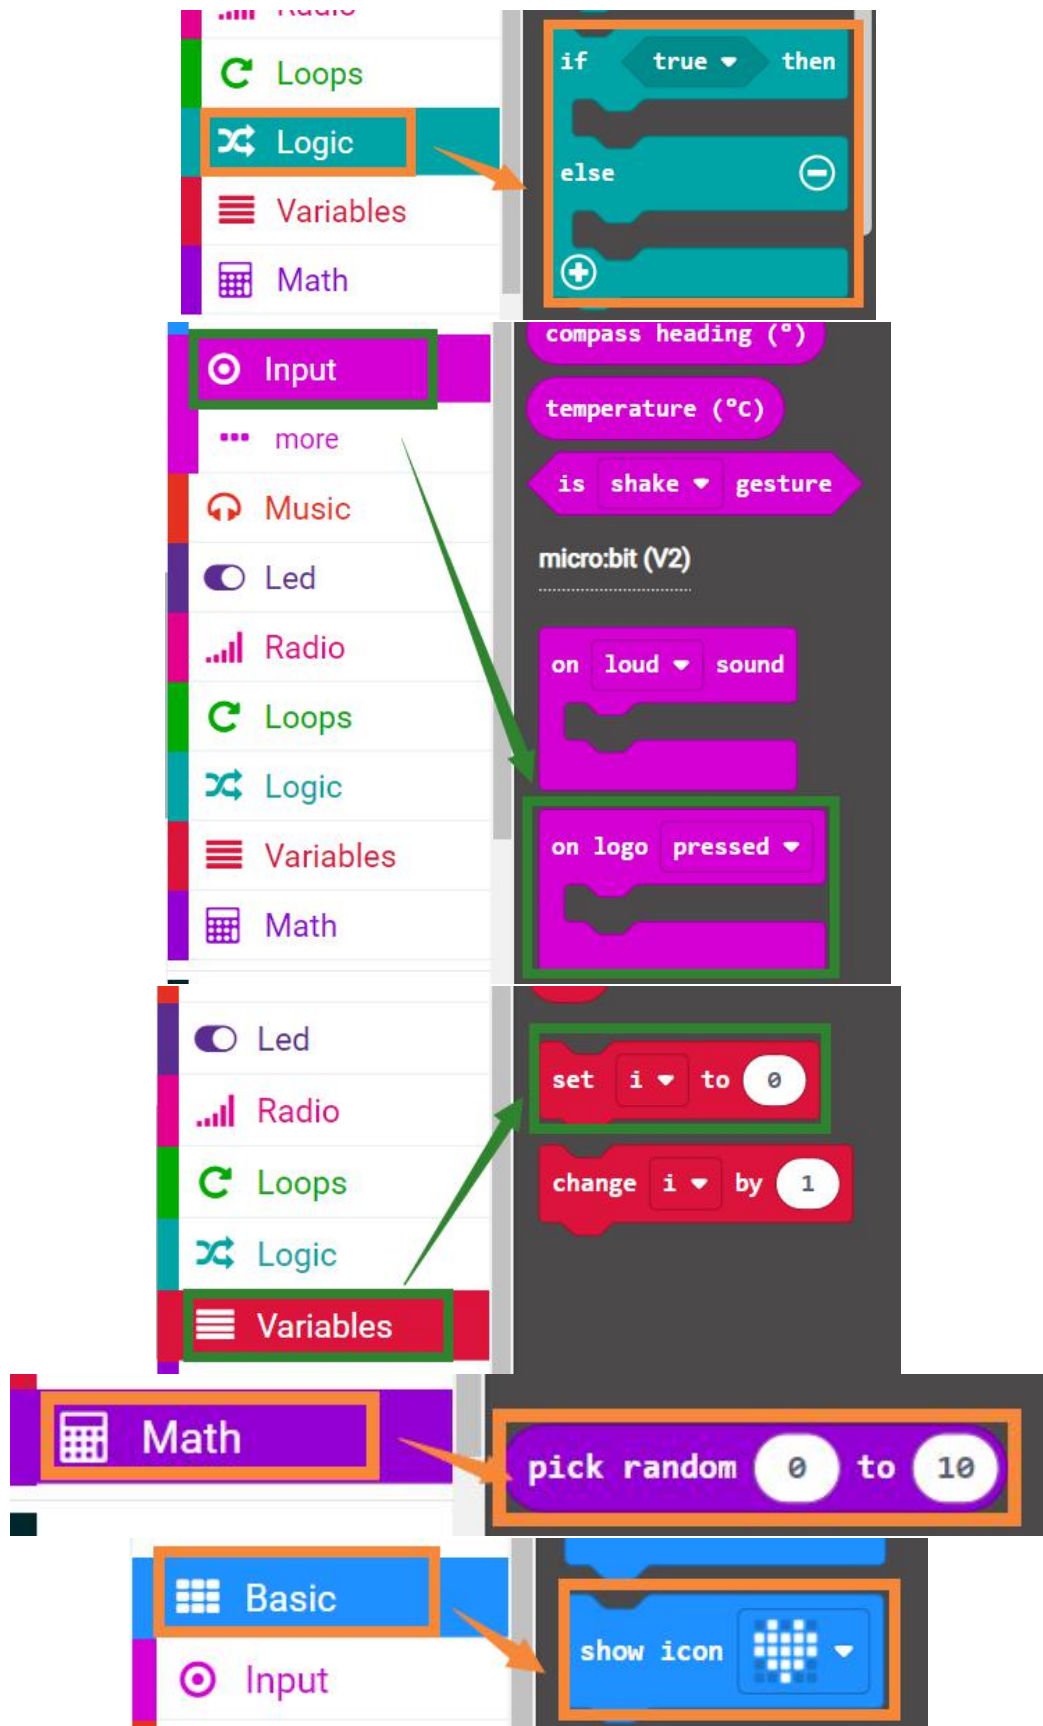 Radio
Loops
Logic
Variables
Math
if true then
else
Input
more
Music
Led
Radio
Loops
Logic
Variables
Math
compass heading (°)
temperature (°C)
is shake gesture
micro:bit (V2)
on loud sound
on logo pressed
Led
Radio
Loops
Logic
Variables
set i to 0
change i by 1
Math
pick random 0 to 10
Basic
Input
show icon